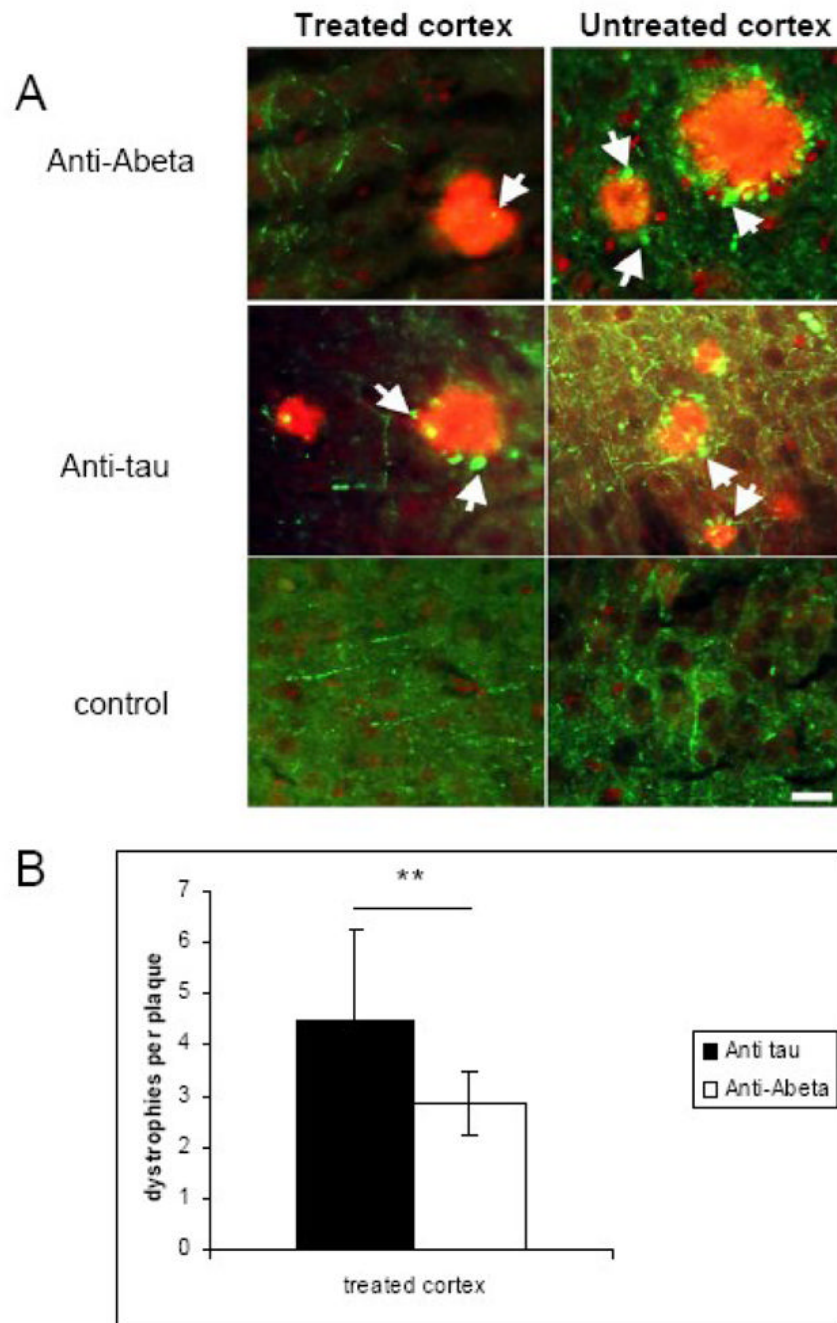 Treated cortex Untreated cortex
A
Anti-Abeta
Anti-tau
control
B
**
7
6
5
4
3
2
1
0
dystrophies per plaque
treated cortex
Anti tau
Anti-Abeta